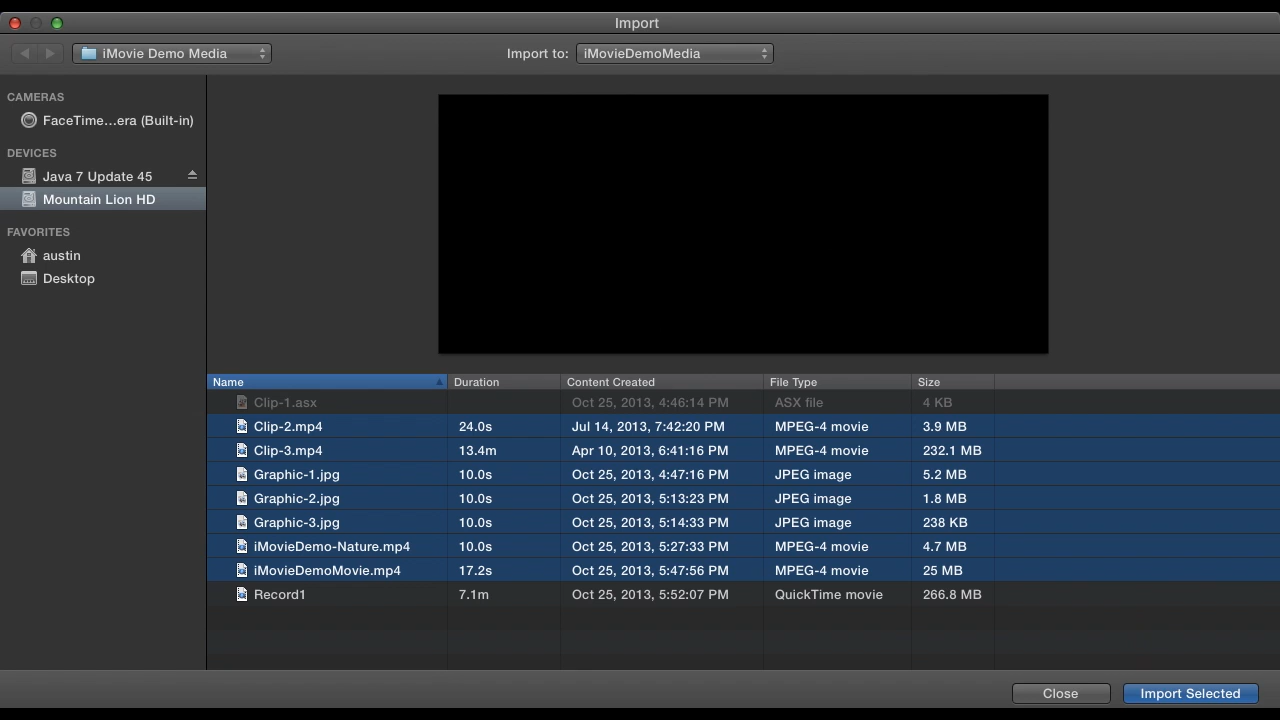 Import
iMovie Demo Media
Import to: iMovieDemoMedia
CAMERAS
FaceTime...era (Built-in)
DEVICES
Java 7 Update 45
Mountain Lion HD
FAVORITES
austin
Desktop
Name Duration Content Created File Type Size
Clip-1.asx Oct 25, 2013, 4:46:14 PM ASX file 4 KB
Clip-2.mp4 24.0s Jul 14, 2013, 7:42:20 PM MPEG-4 movie 3.9 MB
Clip-3.mp4 13.4m Apr 10, 2013, 6:41:16 PM MPEG-4 movie 232.1 MB
Graphic-1.jpg 10.0s Oct 25, 2013, 4:47:16 PM JPEG image 5.2 MB
Graphic-2.jpg 10.0s Oct 25, 2013, 5:13:23 PM JPEG image 1.8 MB
Graphic-3.jpg 10.0s Oct 25, 2013, 5:14:33 PM JPEG image 238 KB
iMovieDemo-Nature.mp4 10.0s Oct 25, 2013, 5:27:33 PM MPEG-4 movie 4.7 MB
iMovieDemoMovie.mp4 17.2s Oct 25, 2013, 5:47:56 PM MPEG-4 movie 25 MB
Record1 7.1m Oct 25, 2013, 5:52:07 PM QuickTime movie 266.8 MB
Close Import Selected